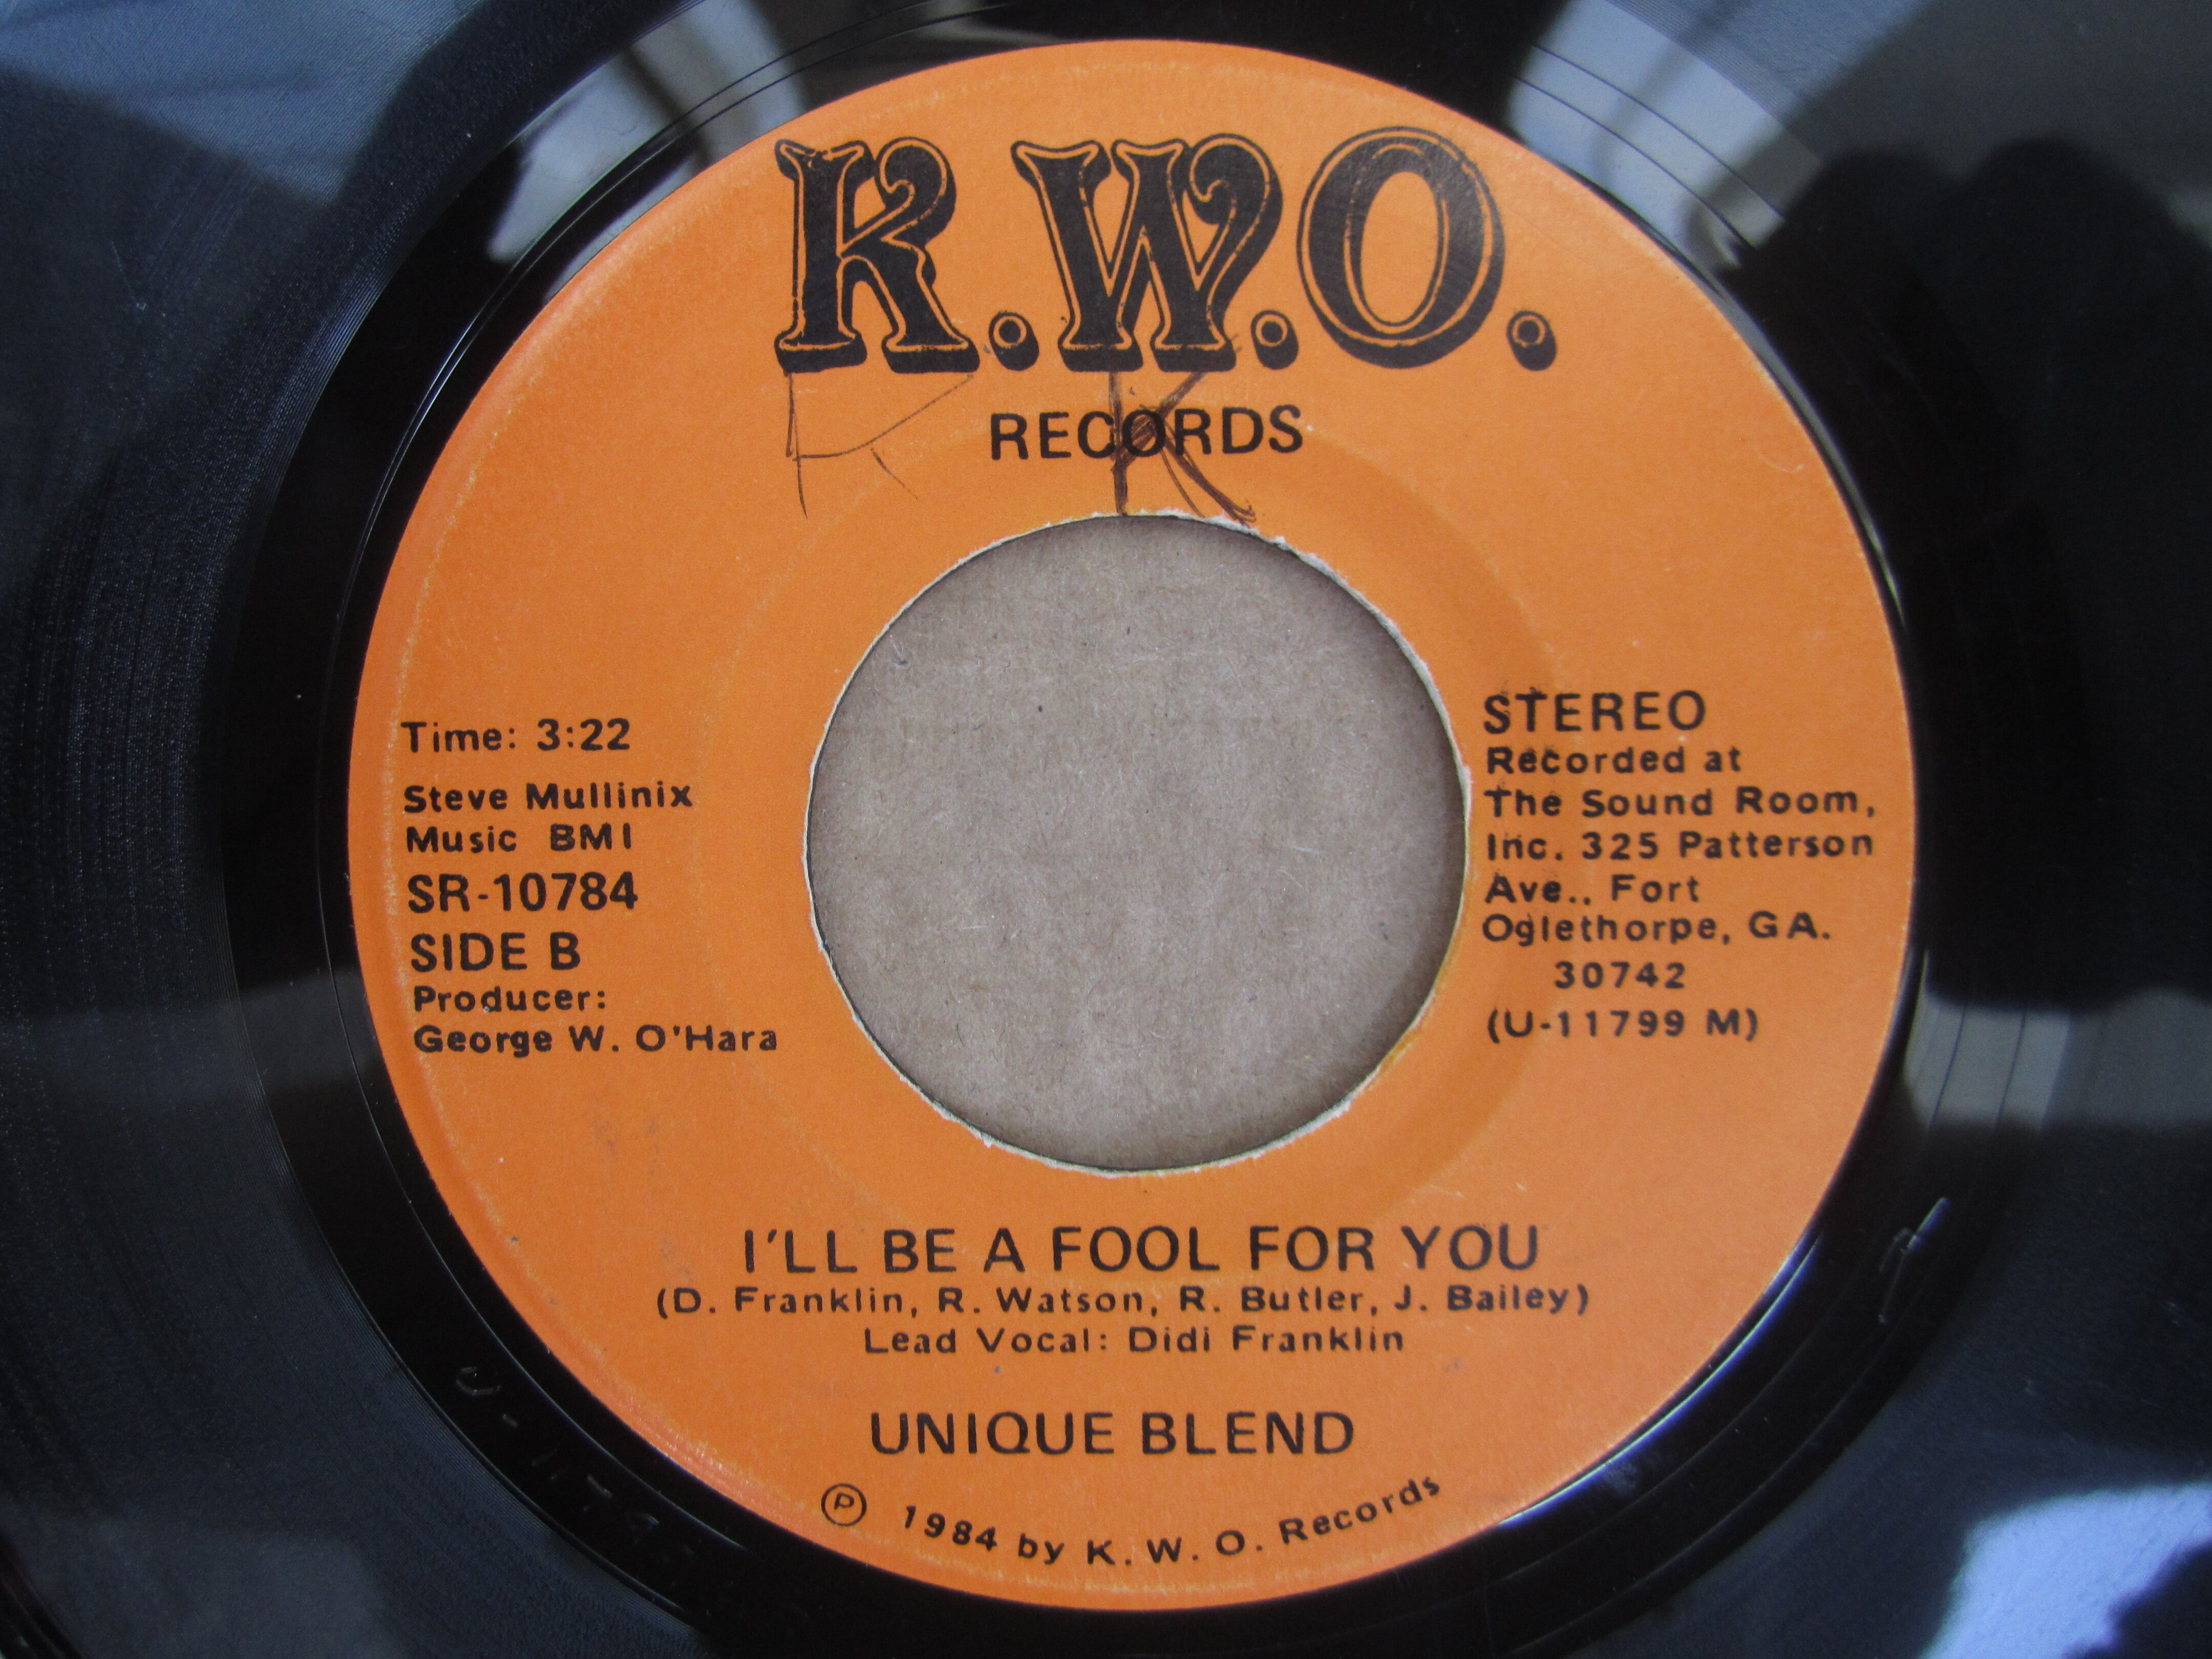 K.W.O.
RECORDS
Time: 3:22
Steve Mullinix
Music BMI
SR-10784
SIDE B
Producer:
George W. O'Hara
STEREO
Recorded at
The Sound Room,
Inc. 325 Patterson
Ave.. Fort
Oglethorpe, GA.
30742
(U-11799 M)
I'LL BE A FOOL FOR YOU
(D. Franklin, R. Watson, R. Butler, J. Bailey)
Lead Vocal: Didi Franklin
UNIQUE BLEND
Ⓟ 1984 by K. W. O. Records